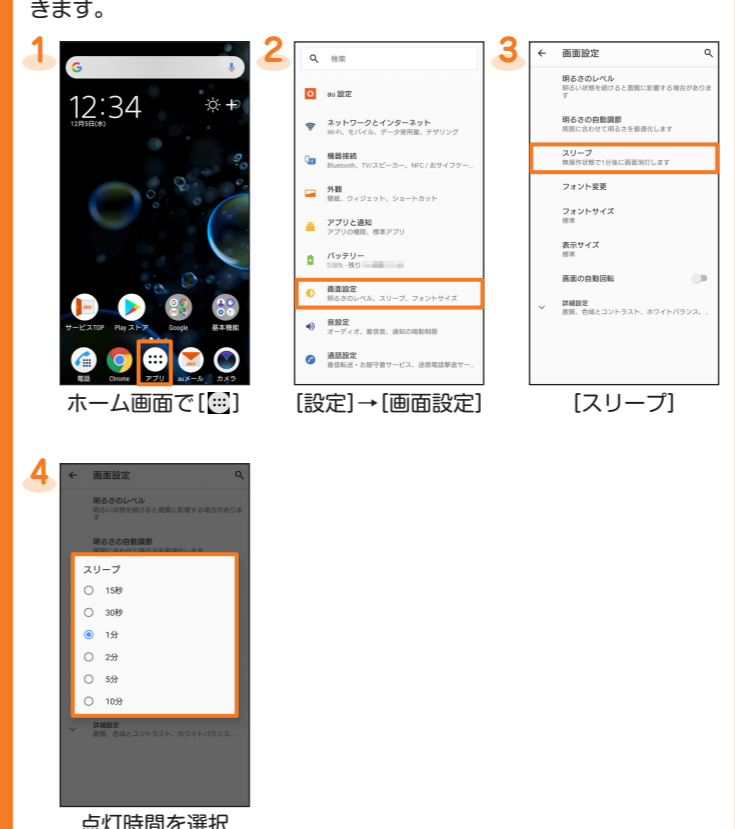 きます。
1
G
12:34
12月5日(水)
サービスTOP Play ストア Google 基本機能
電話 Chrome アプリ auメール カメラ
ホーム画面で[ ]
2
検索
au 設定
ネットワークとインターネット
Wi-Fi、モバイル、データ使用量、テザリング
機器接続
Bluetooth、TV/スピーカー、NFC / おサイフケー...
外観
壁紙、ウィジェット、ショートカット
アプリと通知
アプリの権限、標準アプリ
バッテリー
残り
画面設定
明るさのレベル、スリープ、フォントサイズ
音設定
オーディオ、着信音、通知の鳴動制限
通話設定
着信転送・お留守番サービス、迷惑電話撃退サー...
[設定]→[画面設定]
3
画面設定
明るさのレベル
明るい状態を続けると画質に影響する場合がありま
す
明るさの自動調節
周囲に合わせて明るさを最適化します
スリープ
無操作状態で1分後に画面消灯します
フォント変更
フォントサイズ
標準
表示サイズ
標準
画面の自動回転
詳細設定
画質、色域とコントラスト、ホワイトバランス、..
[スリープ]
4
画面設定
明るさのレベル
明るい状態を続けると画質に影響する場合がありま
す
明るさの自動調節
周囲に合わせて明るさを最適化します
スリープ
15秒
30秒
1分
2分
5分
10分
詳細設定
画質、色域とコントラスト、ホワイトバランス、..
点灯時間を選択